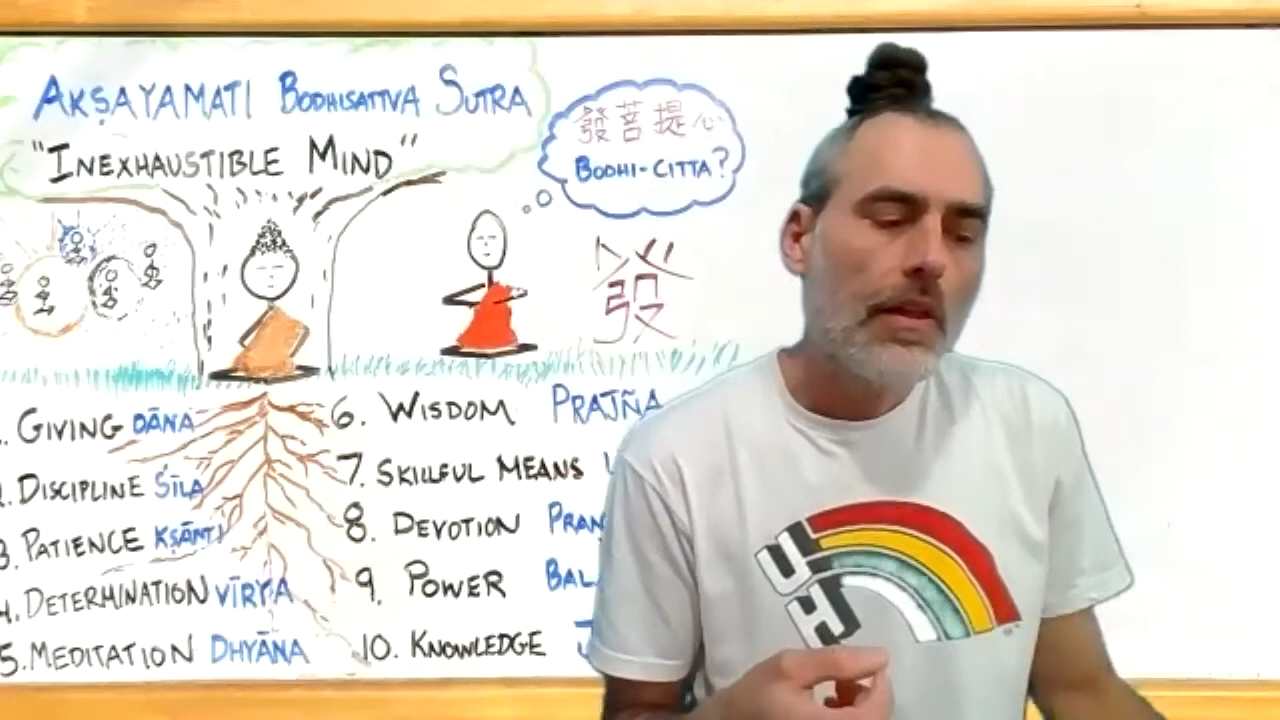 AKṢAYAMATI BODHISATTVA SUTRA
"INEXHAUSTIBLE MIND"
發菩提心
BODHI-CITTA?
發
GIVING DĀNA
DISCIPLINE ŚĪLA
3. PATIENCE KṢĀNTI
4. DETERMINATION VĪRYA
5. MEDITATION DHYĀNA
6. WISDOM PRAJÑA
7. SKILLFUL MEANS
8. DEVOTION
9. POWER
10. KNOWLEDGE